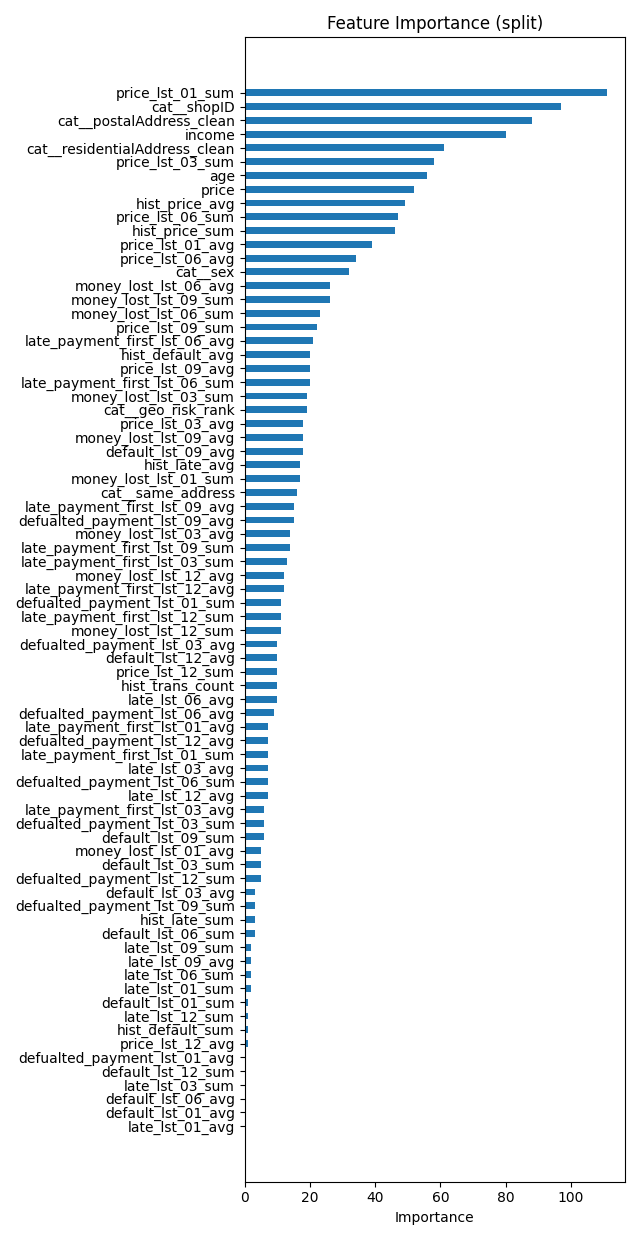 Feature Importance (split)
price_lst_01_sum
cat__shopID
cat__postalAddress_clean
income
cat__residentialAddress_clean
price_lst_03_sum
age
price
hist_price_avg
price_lst_06_sum
hist_price_sum
price_lst_01_avg
price_lst_06_avg
cat__sex
money_lost_lst_06_avg
money_lost_lst_09_sum
money_lost_lst_06_sum
price_lst_09_sum
late_payment_first_lst_06_avg
hist_default_avg
price_lst_09_avg
late_payment_first_lst_06_sum
money_lost_lst_03_sum
cat__geo_risk_rank
price_lst_03_avg
money_lost_lst_09_avg
default_lst_09_avg
hist_late_avg
money_lost_lst_01_sum
cat__same_address
late_payment_first_lst_09_avg
defualted_payment_lst_09_avg
money_lost_lst_03_avg
late_payment_first_lst_09_sum
late_payment_first_lst_03_sum
money_lost_lst_12_avg
late_payment_first_lst_12_avg
defualted_payment_lst_01_sum
late_payment_first_lst_12_sum
money_lost_lst_12_sum
defualted_payment_lst_03_avg
default_lst_12_avg
price_lst_12_sum
hist_trans_count
late_lst_06_avg
defualted_payment_lst_06_avg
late_payment_first_lst_01_avg
defualted_payment_lst_12_avg
late_payment_first_lst_01_sum
late_lst_03_avg
defualted_payment_lst_06_sum
late_lst_12_avg
late_payment_first_lst_03_avg
defualted_payment_lst_03_sum
default_lst_09_sum
money_lost_lst_01_avg
default_lst_03_sum
defualted_payment_lst_12_sum
default_lst_03_avg
defualted_payment_lst_09_sum
hist_late_sum
default_lst_06_sum
late_lst_09_sum
late_lst_09_avg
late_lst_06_sum
late_lst_01_sum
default_lst_01_sum
late_lst_12_sum
hist_default_sum
price_lst_12_avg
defualted_payment_lst_01_avg
default_lst_12_sum
late_lst_03_sum
default_lst_06_avg
default_lst_01_avg
late_lst_01_avg
0 20 40 60 80 100
Importance